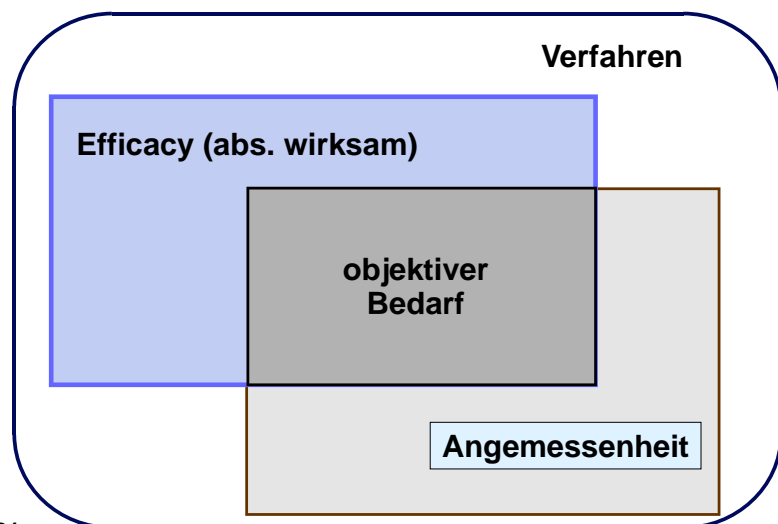 Verfahren
Efficacy (abs. wirksam)
objektiver
Bedarf
Angemessenheit